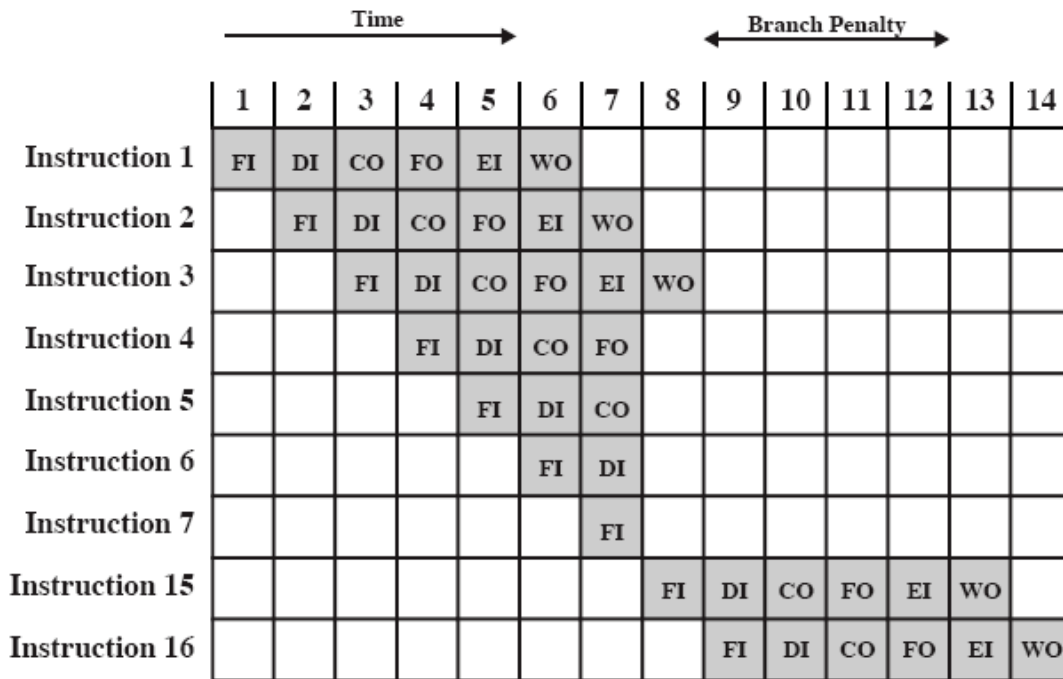 Time Branch Penalty
1 2 3 4 5 6 7 8 9 10 11 12 13 14
Instruction 1 FI DI CO FO EI WO
Instruction 2 FI DI CO FO EI WO
Instruction 3 FI DI CO FO EI WO
Instruction 4 FI DI CO FO
Instruction 5 FI DI CO
Instruction 6 FI DI
Instruction 7 FI
Instruction 15 FI DI CO FO EI WO
Instruction 16 FI DI CO FO EI WO